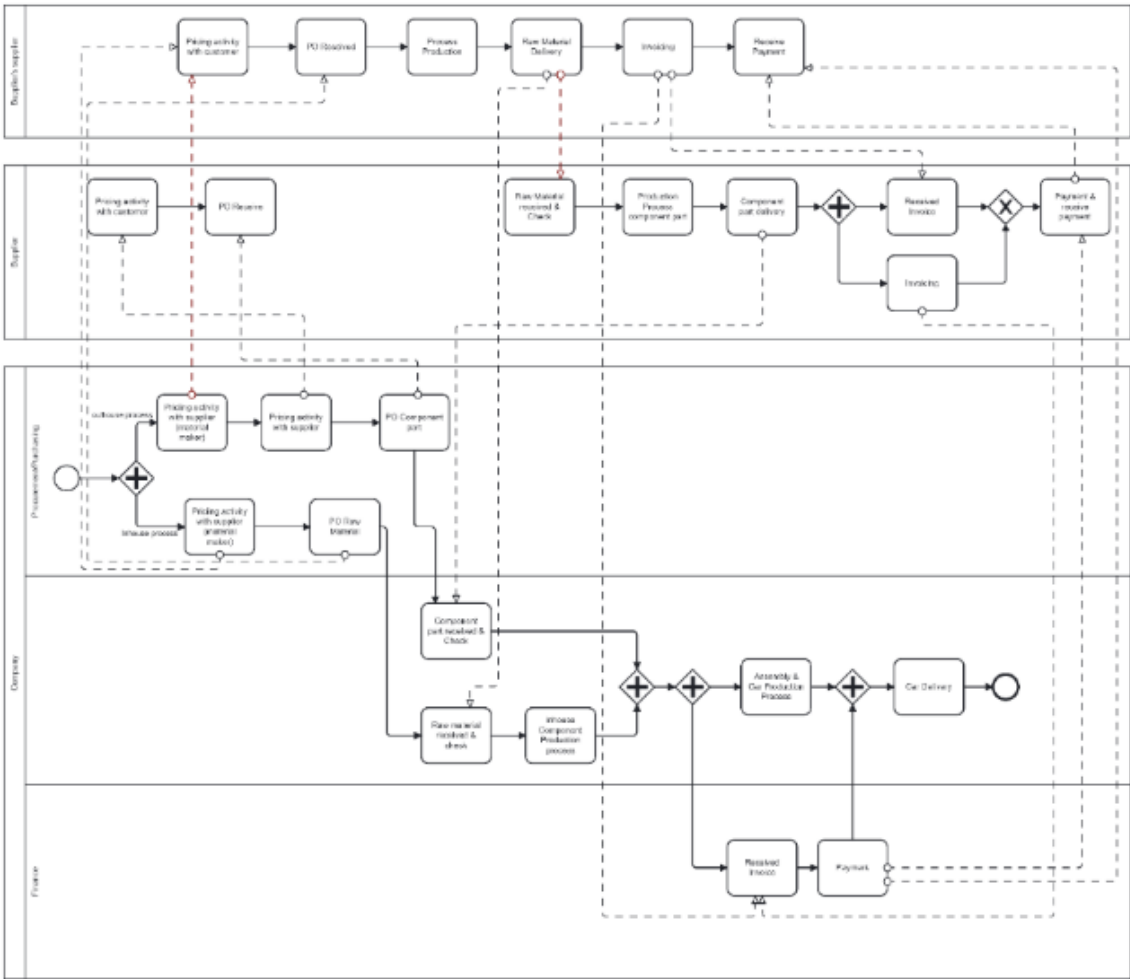 Supplier's supplier
Pricing activity
with customer
PO Received
Process
Production
Raw Material
Delivery
Invoicing
Receive
Payment
Supplier
Pricing activity
with customer
PO Receive
Raw Material
received &
Check
Production
Process
component part
Component
part delivery
Received
Invoice
Invoicing
Payment &
receive
payment
Company
Procurement/Purchasing
outhouse process
Pricing activity
with supplier
(material
maker)
Pricing activity
with supplier
PO Component
part
Inhouse process
Pricing activity
with supplier
(material
maker)
PO Raw
Material
Component
part received &
Check
Raw material
received &
check
Inhouse
Component
Production
process
Assembly &
Car Production
Process
Car Delivery
Finance
Received
Invoice
Payment